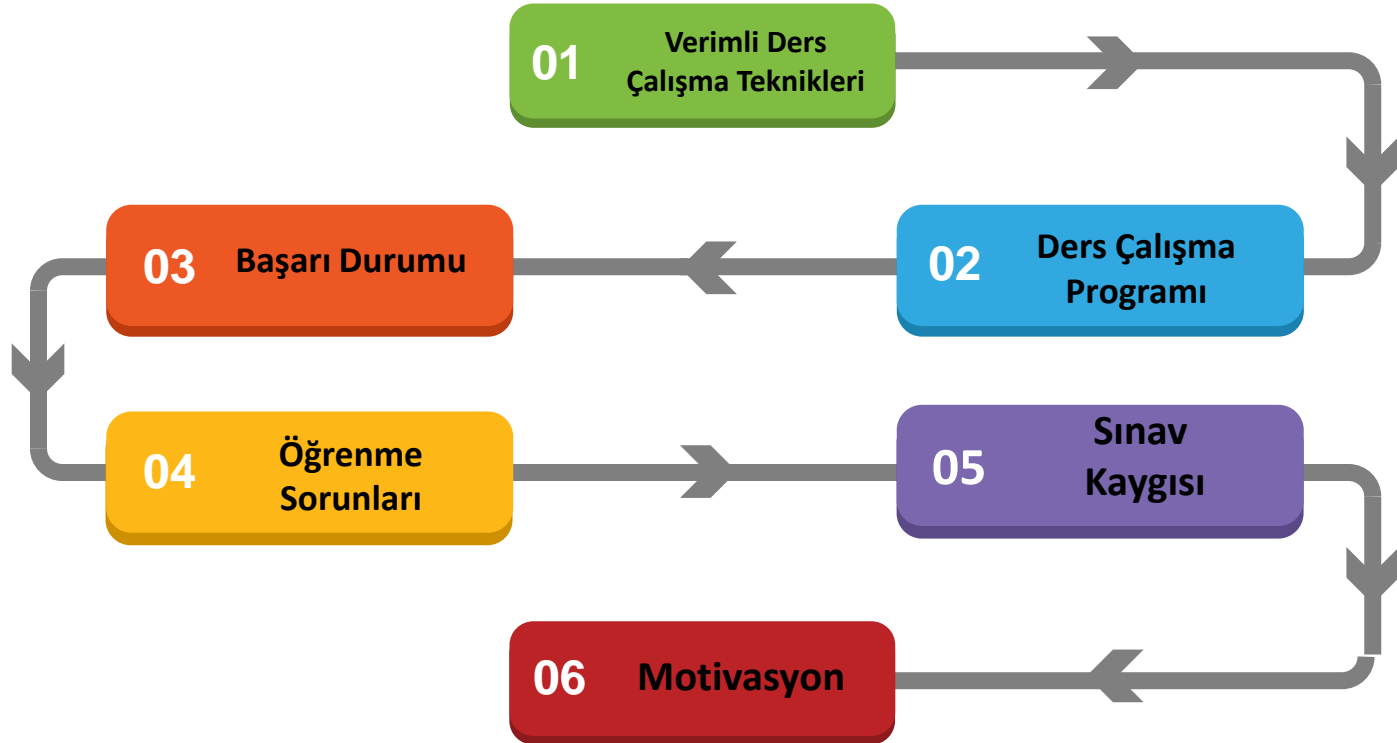 01
Verimli Ders
Çalışma Teknikleri
02
Ders Çalışma
Programı
03
Başarı Durumu
04
Öğrenme
Sorunları
05
Sınav
Kaygısı
06
Motivasyon